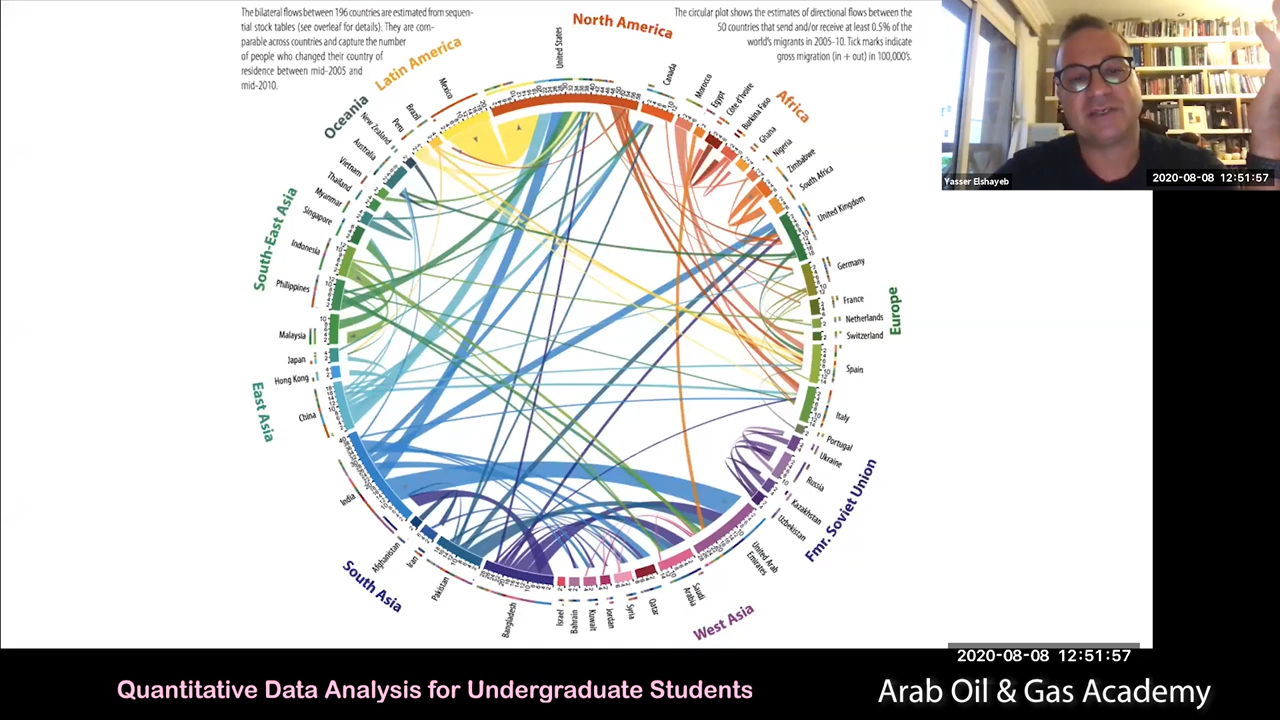 The bilateral flows between 196 countries are estimated from sequen-
tial stock tables (see overleaf for details). They are com-
parable across countries and capture the number
of people who changed their country of
residence between mid-2005 and
mid-2010.
The circular plot shows the estimates of directional flows between the
50 countries that send and/or receive at least 0.5% of the
world's migrants in 2005-10. Tick marks indicate
gross migration (in + out) in 100,000's.
North America
United States
Canada
Africa
Morocco
Egypt
Côte d'Ivoire
Burkina Faso
Ghana
Nigeria
Zimbabwe
South Africa
Europe
United Kingdom
Germany
France
Netherlands
Switzerland
Spain
Italy
Portugal
Fmr. Soviet Union
Ukraine
Russia
Kazakhstan
Uzbekistan
West Asia
United Arab
Emirates
Saudi
Arabia
Qatar
Syria
Jordan
Kuwait
Bahrain
Israel
South Asia
Bangladesh
Pakistan
Iran
Afghanistan
India
East Asia
China
Hong Kong
Japan
South-East Asia
Malaysia
Philippines
Indonesia
Singapore
Myanmar
Thailand
Vietnam
Oceania
Australia
New Zealand
Latin America
Peru
Brazil
Mexico
Yasser Elshayeb
2020-08-08 12:51:57
2020-08-08 12:51:57
Quantitative Data Analysis for Undergraduate Students
Arab Oil & Gas Academy